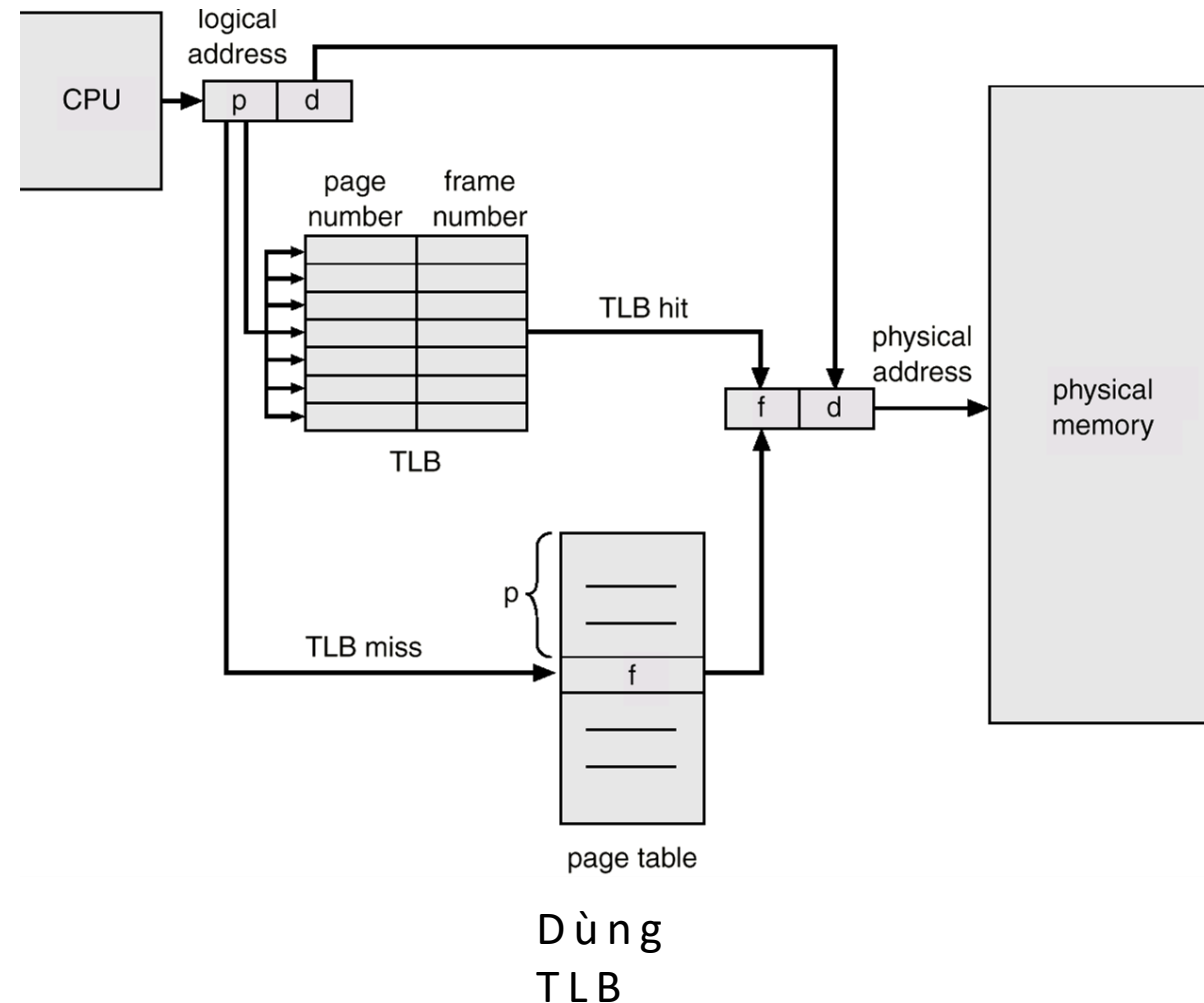 logical
address
CPU
p
d
page
number
frame
number
TLB hit
physical
address
f
d
physical
memory
TLB
p
TLB miss
f
page table
Dùng
TLB